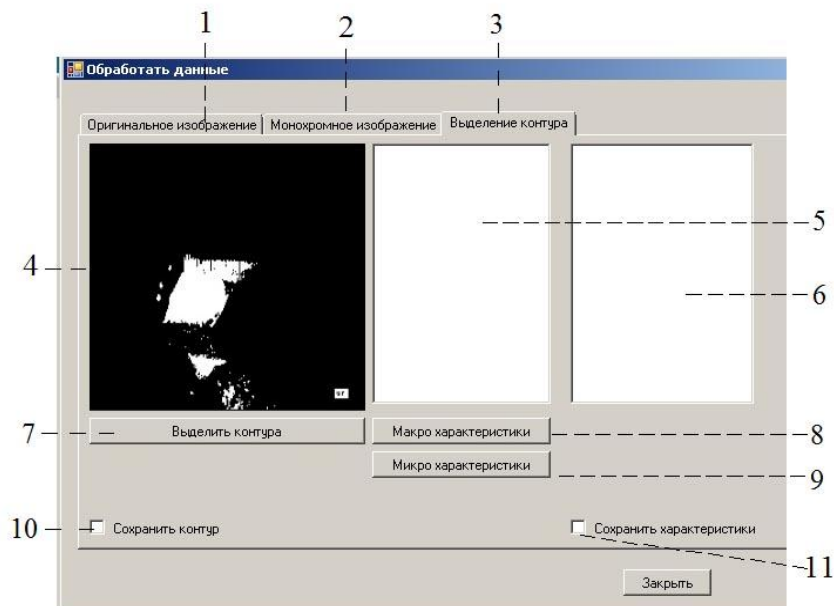 1 2 3
Обработать данные
Оригинальное изображение Монохромное изображение Выделение контура
5
4
6
7 Выделить контура Макро характеристики 8
Микро характеристики 9
10 Сохранить контур Сохранить характеристики
11
Закрыть